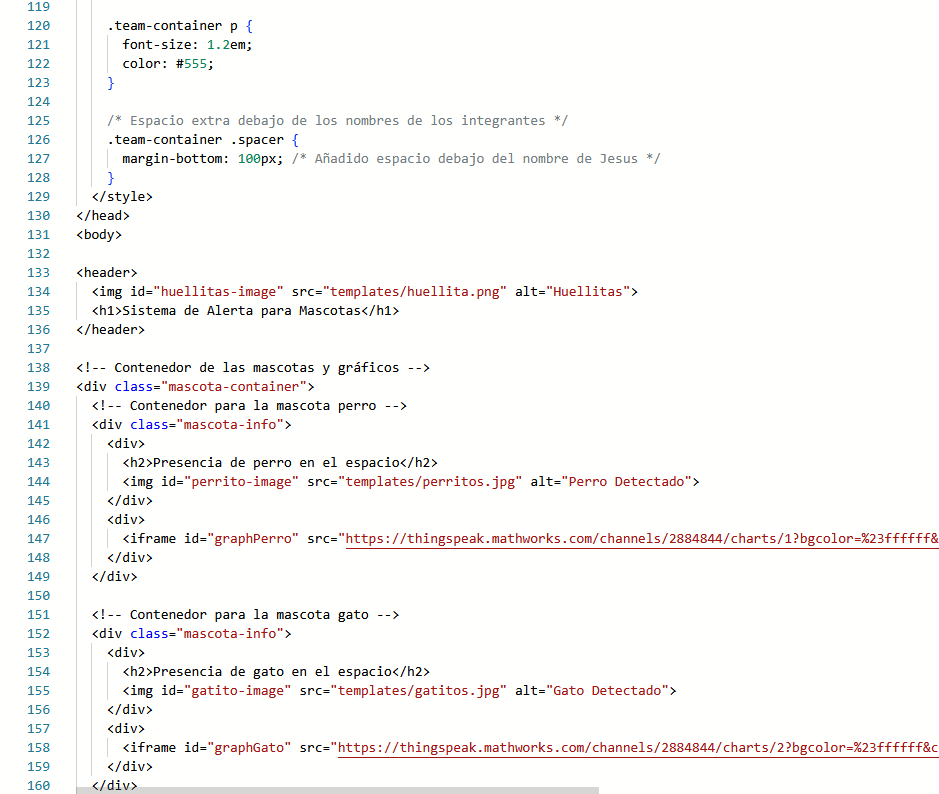 119
120 .team-container p {
121 font-size: 1.2em;
122 color: #555;
123 }
124
125 /* Espacio extra debajo de los nombres de los integrantes */
126 .team-container .spacer {
127 margin-bottom: 100px; /* Añadido espacio debajo del nombre de Jesus */
128 }
129 </style>
130 </head>
131 <body>
132
133 <header>
134 <img id="huellitas-image" src="templates/huellita.png" alt="Huellitas">
135 <h1>Sistema de Alerta para Mascotas</h1>
136 </header>
137
138 <!-- Contenedor de las mascotas y gráficos -->
139 <div class="mascota-container">
140 <!-- Contenedor para la mascota perro -->
141 <div class="mascota-info">
142 <div>
143 <h2>Presencia de perro en el espacio</h2>
144 <img id="perrito-image" src="templates/perritos.jpg" alt="Perro Detectado">
145 </div>
146 <div>
147 <iframe id="graphPerro" src="https://thingspeak.mathworks.com/channels/2884844/charts/1?bgcolor=%23ffffff&
148 </div>
149 </div>
150
151 <!-- Contenedor para la mascota gato -->
152 <div class="mascota-info">
153 <div>
154 <h2>Presencia de gato en el espacio</h2>
155 <img id="gatito-image" src="templates/gatitos.jpg" alt="Gato Detectado">
156 </div>
157 <div>
158 <iframe id="graphGato" src="https://thingspeak.mathworks.com/channels/2884844/charts/2?bgcolor=%23ffffff&c
159 </div>
160 </div>